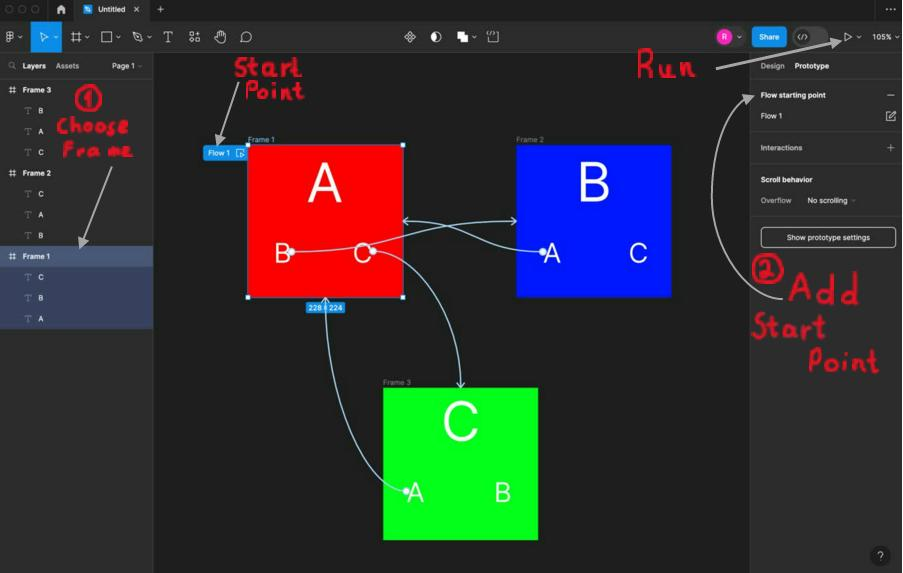 Untitled
R
Share
105%
Layers
Assets
Page 1
Design
Prototype
Run
Start
Point
①
Choose
Frame
Frame 3
B
A
C
Frame 2
C
A
B
Frame 1
C
B
A
Flow 1
Frame 1
A
B
C
228 × 224
Frame 2
B
A
C
Frame 3
C
A
B
Flow starting point
Flow 1
Interactions
Scroll behavior
Overflow
No scrolling
Show prototype settings
② Add
Start
Point
?